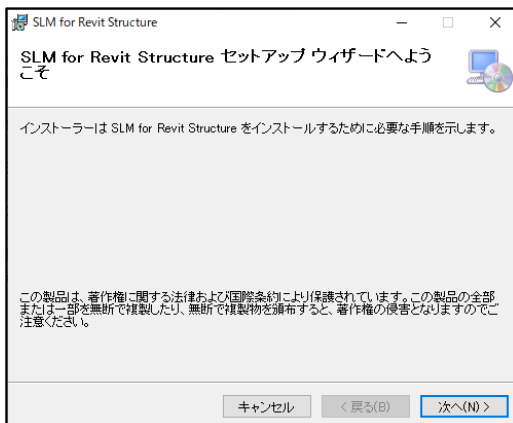 SLM for Revit Structure
SLM for Revit Structure セットアップ ウィザードへよう
こそ
インストーラーは SLM for Revit Structure をインストールするために必要な手順を示します。
この製品は、著作権に関する法律および国際条約により保護されています。この製品の全部
または一部を無断で複製したり、無断で複製物を頒布すると、著作権の侵害となりますのでご
注意ください。
キャンセル
< 戻る(B)
次へ(N) >